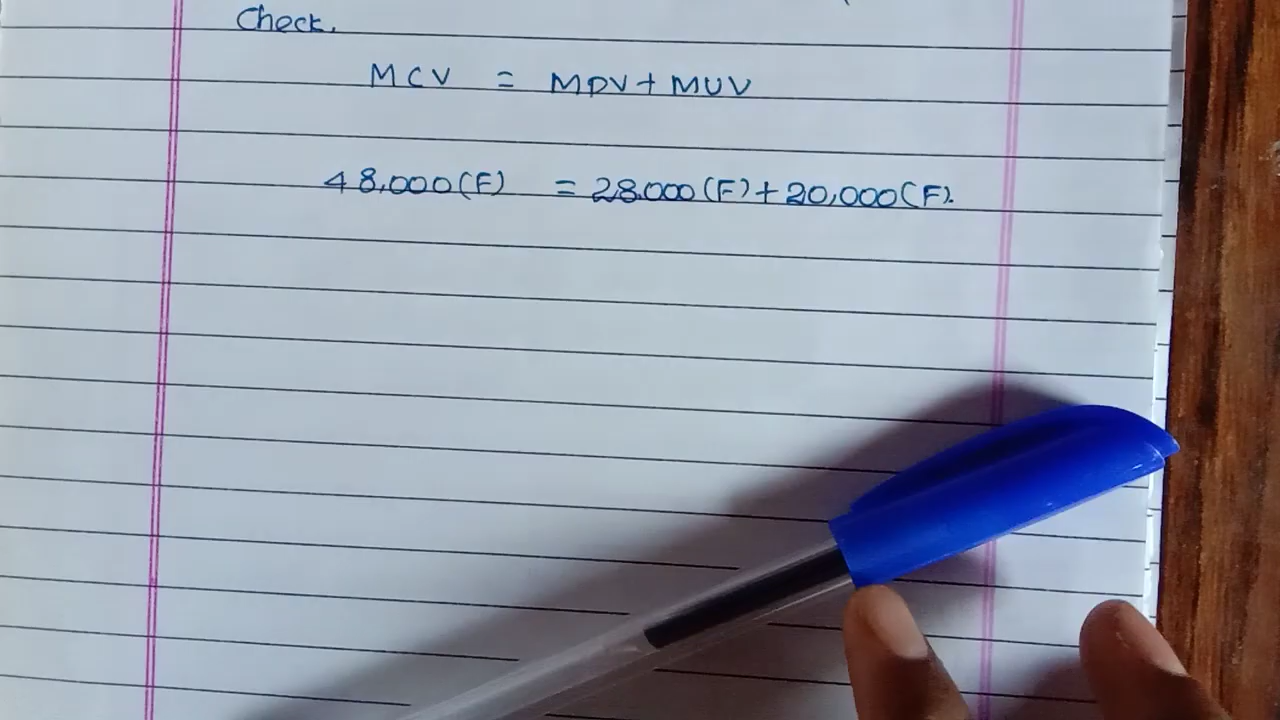 Check.
MCV = MPV + MUV
48,000(F) = 28,000(F) + 20,000(F).